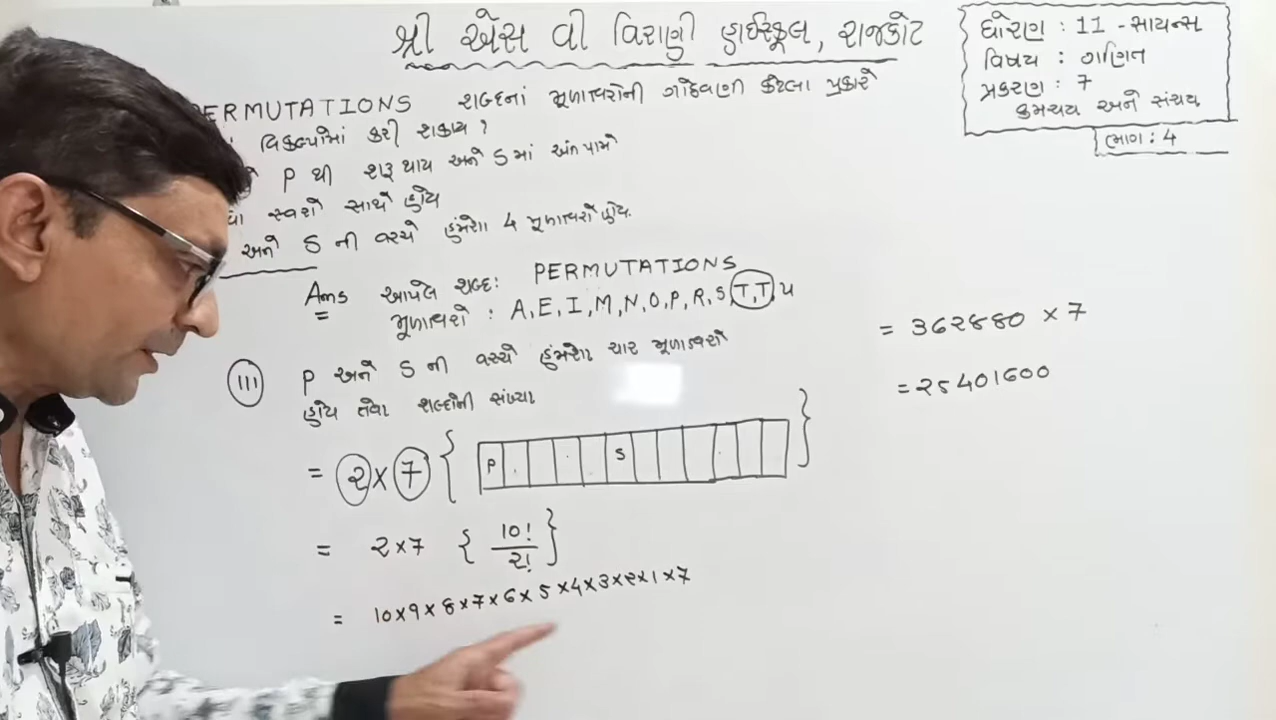 શ્રી એસ વી વિરાણી હાઈસ્કૂલ, રાજકોટ
ધોરણ : 11 - સાયન્સ
વિષય : ગણિત
પ્રકરણ : 7
ક્રમચય અને સંચય
ભાગ : 4
ERMUTATIONS શબ્દનાં મૂળાક્ષરોની ગોઠવણી કેટલા પ્રકારે
વિકલ્પોમાં કરી શકાય ?
P થી શરૂ થાય અને S માં અંત પામે
સ્વરો સાથે હોય
અને S ની વચ્ચે હંમેશા 4 મૂળાક્ષરો હોય.
Ans આપેલ શબ્દ : PERMUTATIONS
મૂળાક્ષરો : A, E, I, M, N, O, P, R, S, T, T, U
(III) P અને S ની વચ્ચે હંમેશા ચાર મૂળાક્ષરો
હોય તેવા શબ્દોની સંખ્યા
= 2 × 7 { P S }
= 2 × 7 { 10! / 2! }
= 10 × 9 × 8 × 7 × 6 × 5 × 4 × 3 × 2 × 1 × 7
= 3628800 × 7
= 25401600